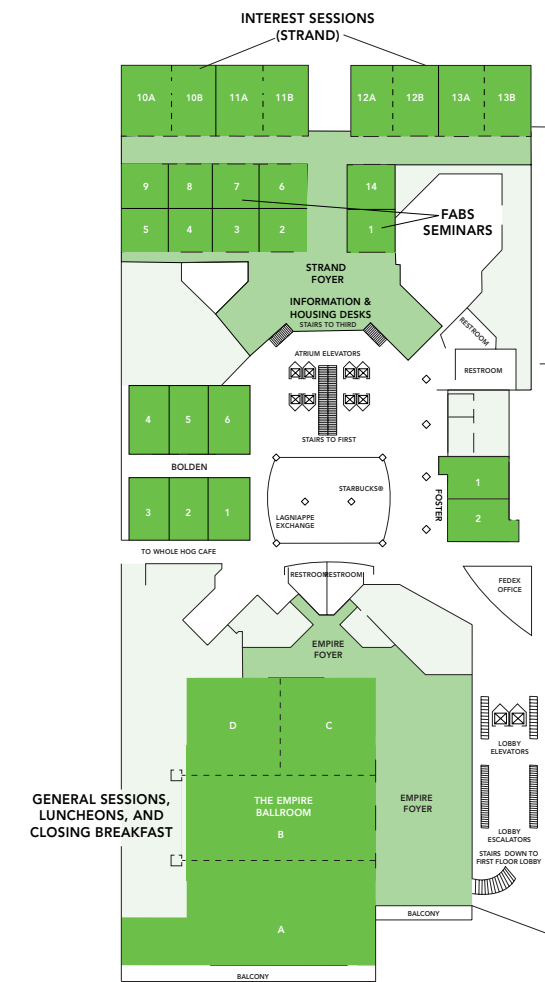 INTEREST SESSIONS
(STRAND)
10A
10B
11A
11B
12A
12B
13A
13B
9
8
7
6
14
5
4
3
2
1
FABS
SEMINARS
STRAND
FOYER
INFORMATION &
HOUSING DESKS
STAIRS TO THIRD
RESTROOM
ATRIUM ELEVATORS
RESTROOM
4
5
6
STAIRS TO FIRST
BOLDEN
STARBUCKS®
LAGNIAPPE
EXCHANGE
FOSTER
1
2
3
2
1
TO WHOLE HOG CAFE
RESTROOM
RESTROOM
FEDEX
OFFICE
EMPIRE
FOYER
D
C
LOBBY
ELEVATORS
GENERAL SESSIONS,
LUNCHEONS, AND
CLOSING BREAKFAST
THE EMPIRE
BALLROOM
B
EMPIRE
FOYER
LOBBY
ESCALATORS
STAIRS DOWN TO
FIRST FLOOR LOBBY
BALCONY
A
BALCONY